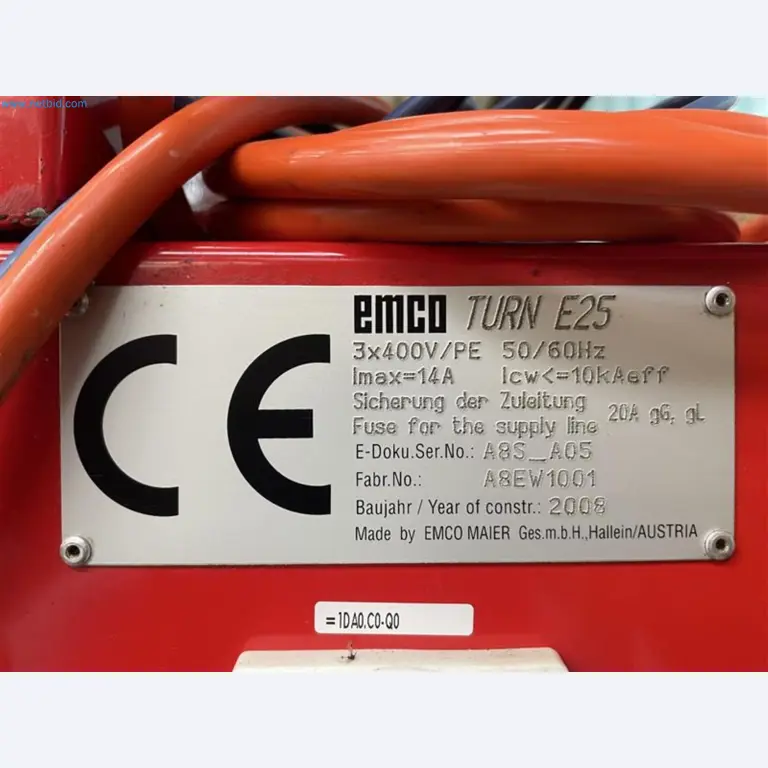 www.netbid.com
emco TURN E25
3x400V/PE 50/60Hz
Imax=14A Icw<=10kAeff
Sicherung der Zuleitung
Fuse for the supply line 20A gG, gL
E-Doku.Ser.No.: A8S_A05
Fabr.No.: A8EW1001
Baujahr / Year of constr.: 2008
Made by EMCO MAIER Ges.m.b.H.,Hallein/AUSTRIA
CE
=1DA0.C0-Q0